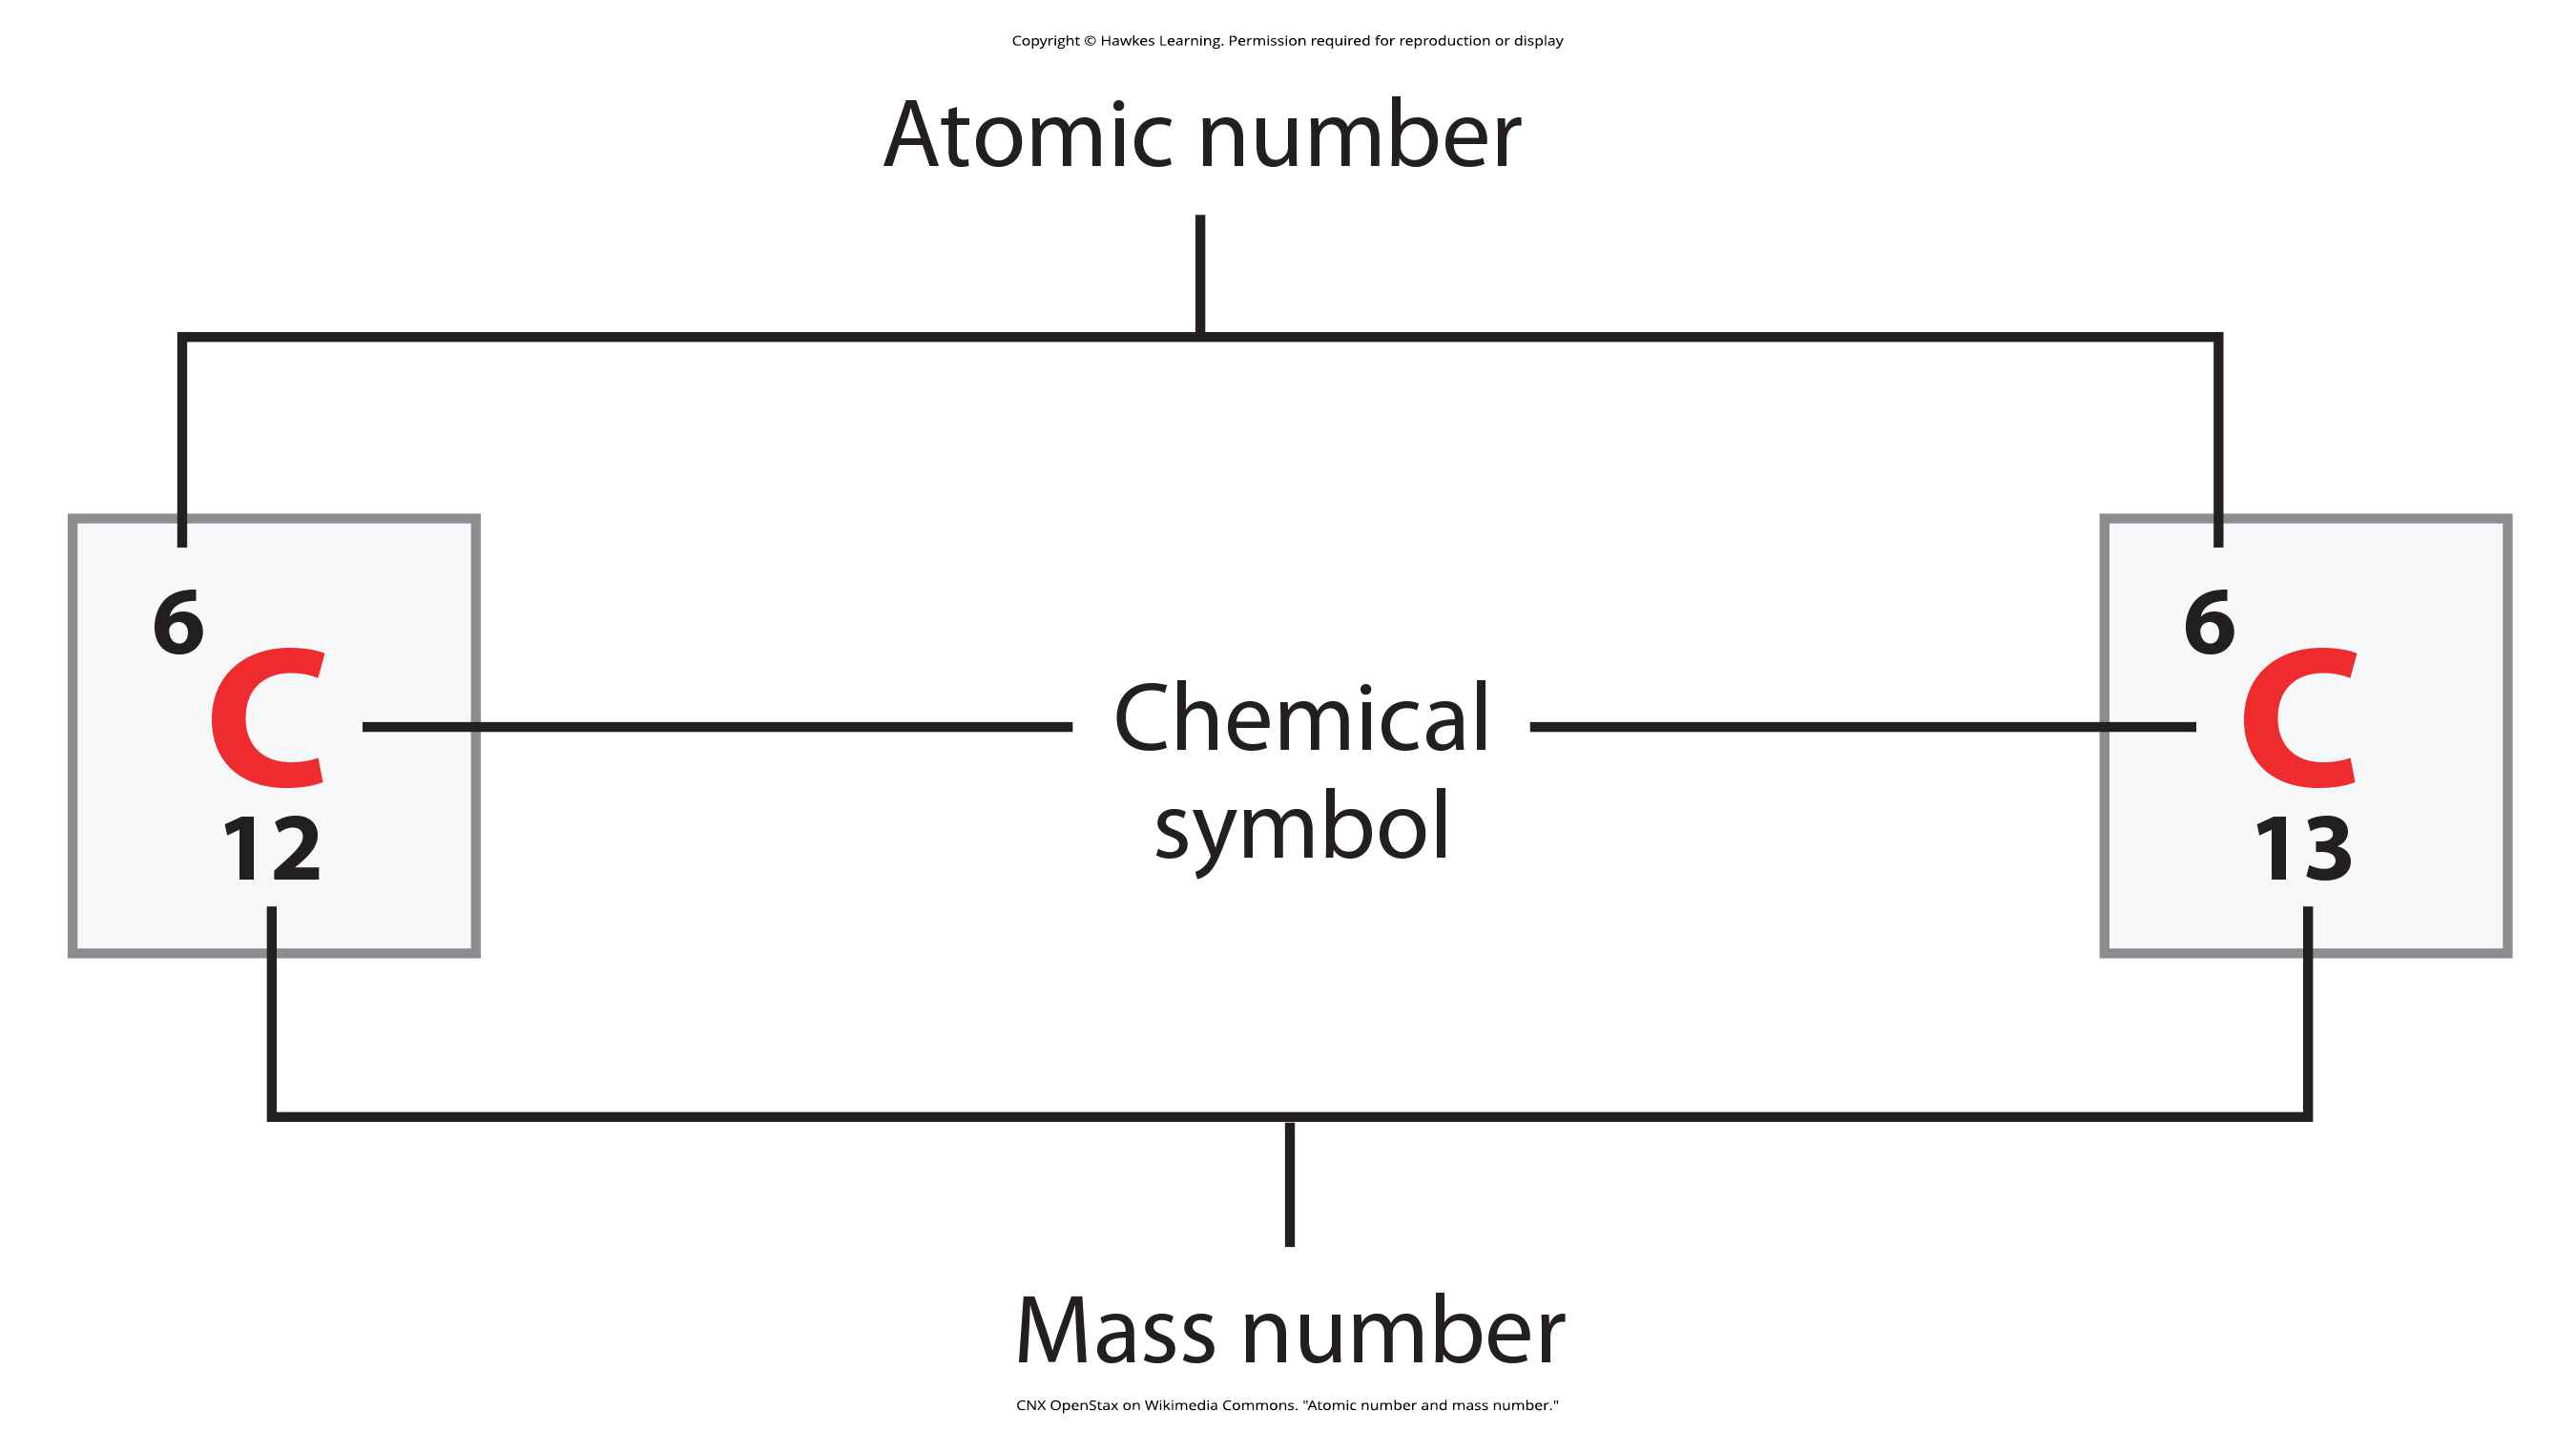 Copyright © Hawkes Learning. Permission required for reproduction or display
Atomic number
6
C
12
Chemical
symbol
6
C
13
Mass number
CNX OpenStax on Wikimedia Commons. "Atomic number and mass number."